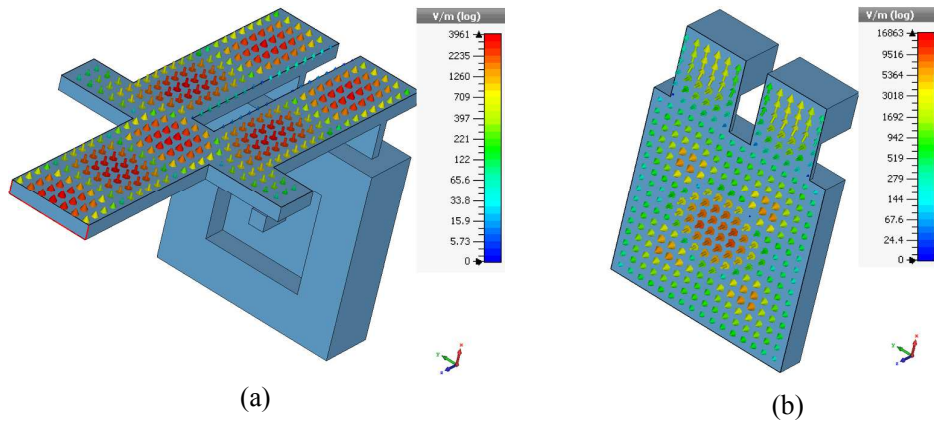 V/m (log)
3961
2235
1260
709
397
221
122
65.6
33.8
15.9
5.73
0
x
y
z
(a)
V/m (log)
16863
9516
5364
3018
1692
942
519
279
144
67.6
24.4
0
x
y
z
(b)